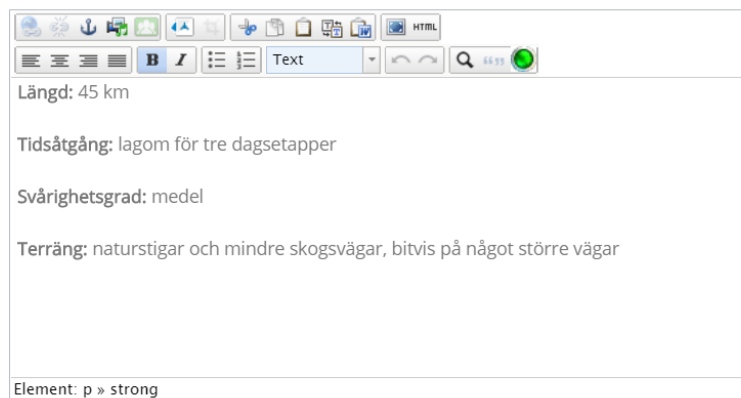 HTML
B I Text
Längd: 45 km
Tidsåtgång: lagom för tre dagsetapper
Svårighetsgrad: medel
Terräng: naturstigar och mindre skogsvägar, bitvis på något större vägar
Element: p » strong